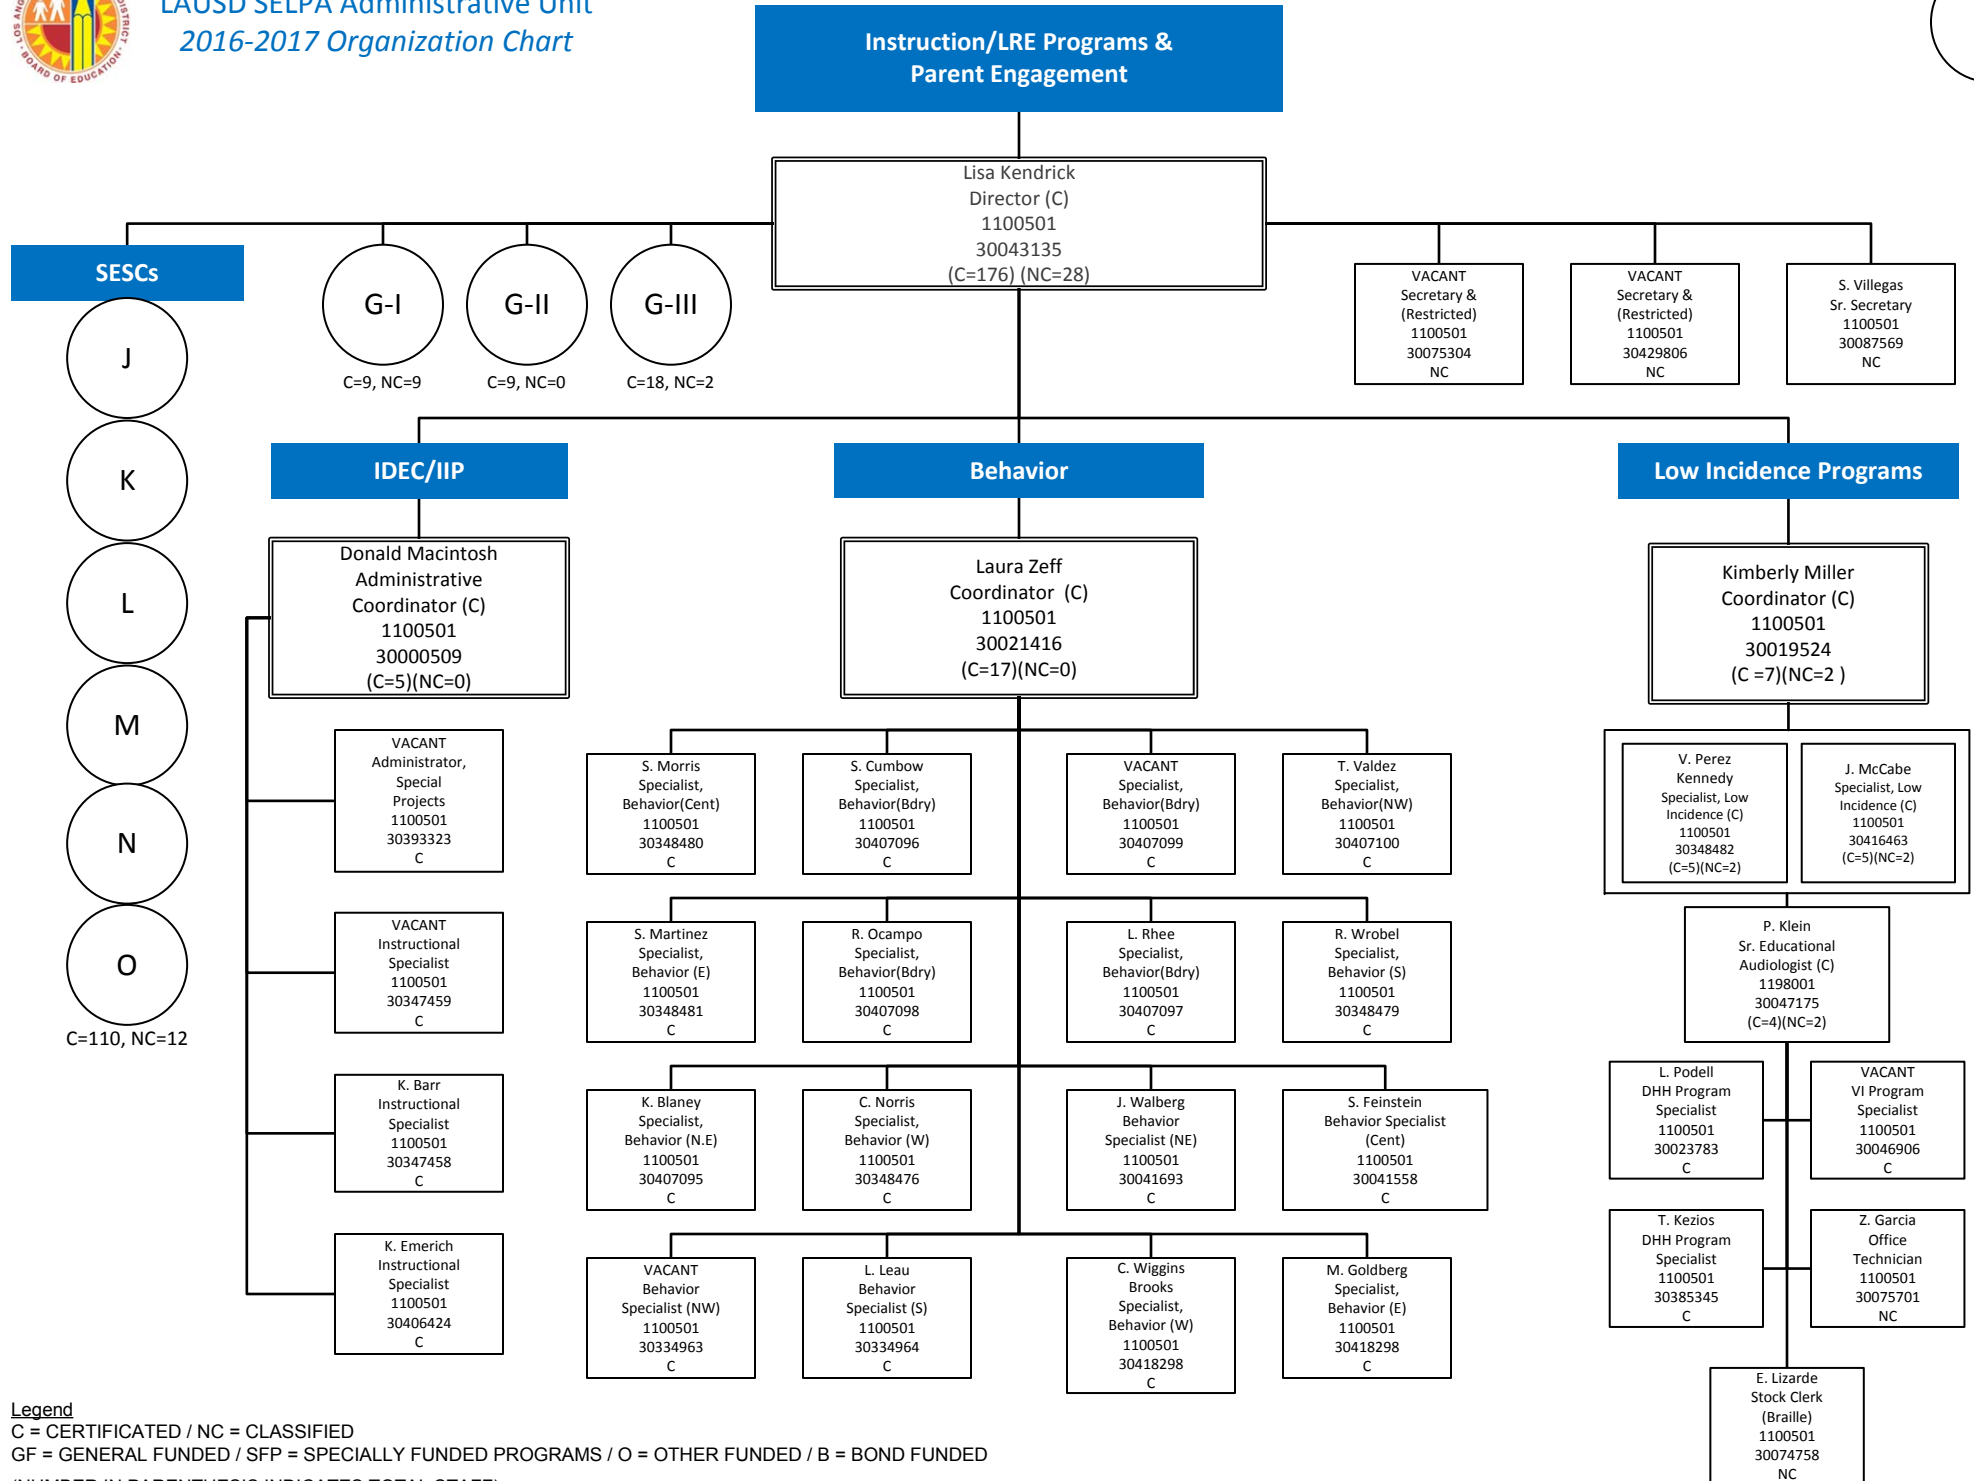 LAUSD SELPA Administrative Unit
2016-2017 Organization Chart
BOARD OF EDUCATION
Instruction/LRE Programs &
Parent Engagement
Lisa Kendrick
Director (C)
1100501
30043135
(C=176) (NC=28)
SESCs
J
K
L
M
N
O
C=110, NC=12
G-I
C=9, NC=9
G-II
C=9, NC=0
G-III
C=18, NC=2
VACANT
Secretary &
(Restricted)
1100501
30075304
NC
VACANT
Secretary &
(Restricted)
1100501
30429806
NC
S. Villegas
Sr. Secretary
1100501
30087569
NC
IDEC/IIP
Donald Macintosh
Administrative
Coordinator (C)
1100501
30000509
(C=5)(NC=0)
VACANT
Administrator,
Special
Projects
1100501
30393323
C
VACANT
Instructional
Specialist
1100501
30347459
C
K. Barr
Instructional
Specialist
1100501
30347458
C
K. Emerich
Instructional
Specialist
1100501
30406424
C
Behavior
Laura Zeff
Coordinator (C)
1100501
30021416
(C=17)(NC=0)
S. Morris
Specialist,
Behavior(Cent)
1100501
30348480
C
S. Cumbow
Specialist,
Behavior(Bdry)
1100501
30407096
C
VACANT
Specialist,
Behavior(Bdry)
1100501
30407099
C
T. Valdez
Specialist,
Behavior(NW)
1100501
30407100
C
S. Martinez
Specialist,
Behavior (E)
1100501
30348481
C
R. Ocampo
Specialist,
Behavior(Bdry)
1100501
30407098
C
L. Rhee
Specialist,
Behavior(Bdry)
1100501
30407097
C
R. Wrobel
Specialist,
Behavior (S)
1100501
30348479
C
K. Blaney
Specialist,
Behavior (N.E)
1100501
30407095
C
C. Norris
Specialist,
Behavior (W)
1100501
30348476
C
J. Walberg
Behavior
Specialist (NE)
1100501
30041693
C
S. Feinstein
Behavior Specialist
(Cent)
1100501
30041558
C
VACANT
Behavior
Specialist (NW)
1100501
30334963
C
L. Leau
Behavior
Specialist (S)
1100501
30334964
C
C. Wiggins
Brooks
Specialist,
Behavior (W)
1100501
30418298
C
M. Goldberg
Specialist,
Behavior (E)
1100501
30418298
C
Low Incidence Programs
Kimberly Miller
Coordinator (C)
1100501
30019524
(C =7)(NC=2 )
V. Perez
Kennedy
Specialist, Low
Incidence (C)
1100501
30348482
(C=5)(NC=2)
J. McCabe
Specialist, Low
Incidence (C)
1100501
30416463
(C=5)(NC=2)
P. Klein
Sr. Educational
Audiologist (C)
1198001
30047175
(C=4)(NC=2)
L. Podell
DHH Program
Specialist
1100501
30023783
C
VACANT
VI Program
Specialist
1100501
30046906
C
T. Kezios
DHH Program
Specialist
1100501
30385345
C
Z. Garcia
Office
Technician
1100501
30075701
NC
E. Lizarde
Stock Clerk
(Braille)
1100501
30074758
NC
Legend
C = CERTIFICATED / NC = CLASSIFIED
GF = GENERAL FUNDED / SFP = SPECIALLY FUNDED PROGRAMS / O = OTHER FUNDED / B = BOND FUNDED
(NUMBER IN PARENTHESIS INDICATES TOTAL STAFF)